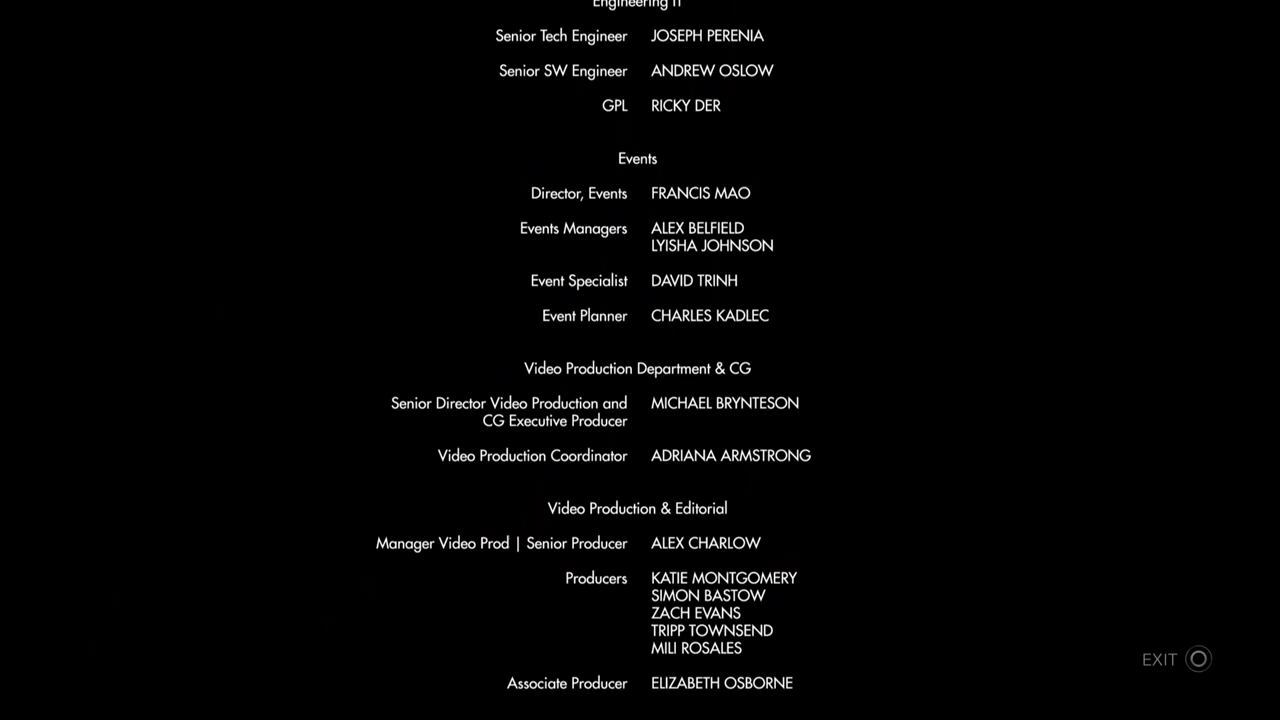 Engineering IT
Senior Tech Engineer JOSEPH PERENIA
Senior SW Engineer ANDREW OSLOW
GPL RICKY DER
Events
Director, Events FRANCIS MAO
Events Managers ALEX BELFIELD
LYISHA JOHNSON
Event Specialist DAVID TRINH
Event Planner CHARLES KADLEC
Video Production Department & CG
Senior Director Video Production and MICHAEL BRYNTESON
CG Executive Producer
Video Production Coordinator ADRIANA ARMSTRONG
Video Production & Editorial
Manager Video Prod | Senior Producer ALEX CHARLOW
Producers KATIE MONTGOMERY
SIMON BASTOW
ZACH EVANS
TRIPP TOWNSEND
MILI ROSALES
EXIT
Associate Producer ELIZABETH OSBORNE